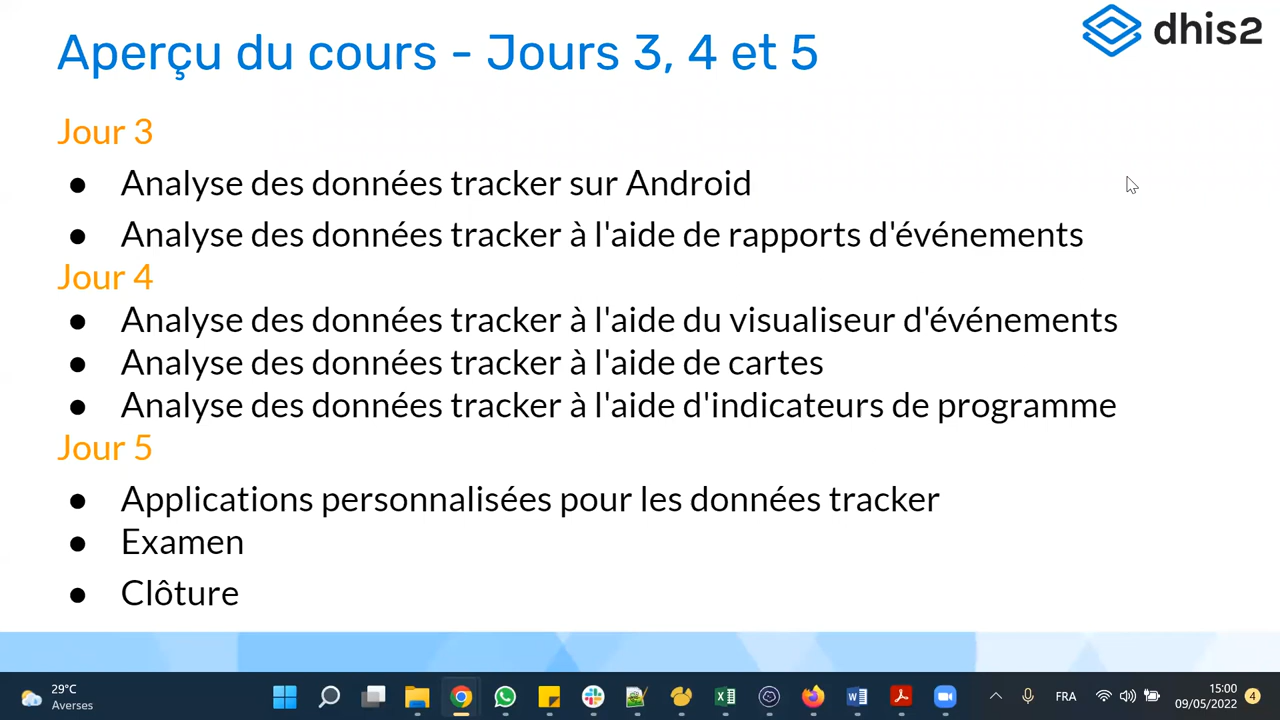 Aperçu du cours - Jours 3, 4 et 5
dhis2
Jour 3
● Analyse des données tracker sur Android
● Analyse des données tracker à l'aide de rapports d'événements
Jour 4
● Analyse des données tracker à l'aide du visualiseur d'événements
● Analyse des données tracker à l'aide de cartes
● Analyse des données tracker à l'aide d'indicateurs de programme
Jour 5
● Applications personnalisées pour les données tracker
● Examen
● Clôture
29°C
Averses
FRA
15:00
09/05/2022
4